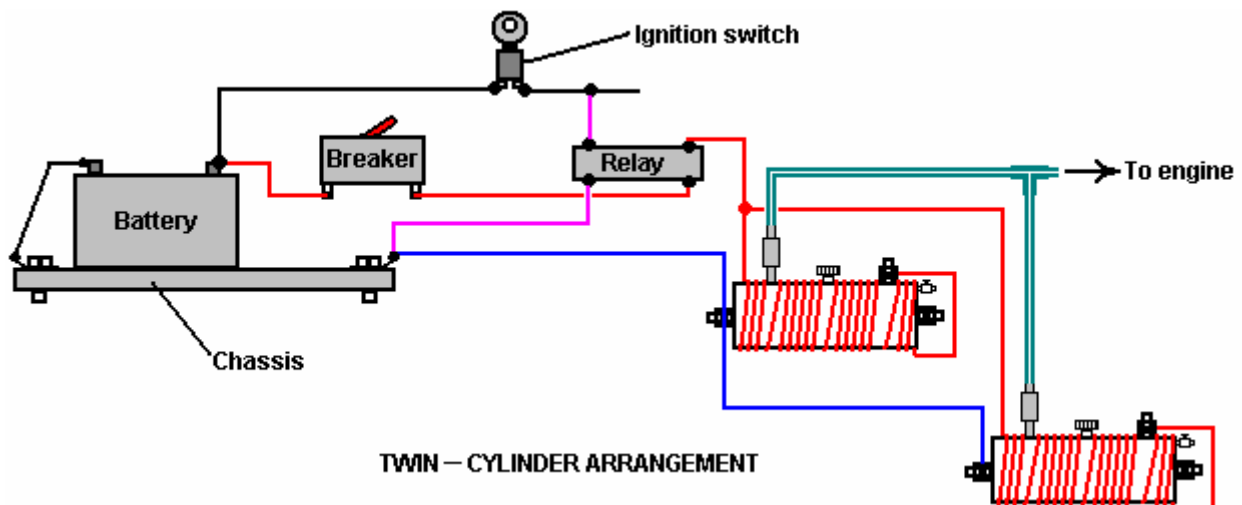 Ignition switch
Breaker
Relay
To engine
Battery
Chassis
TWIN – CYLINDER ARRANGEMENT